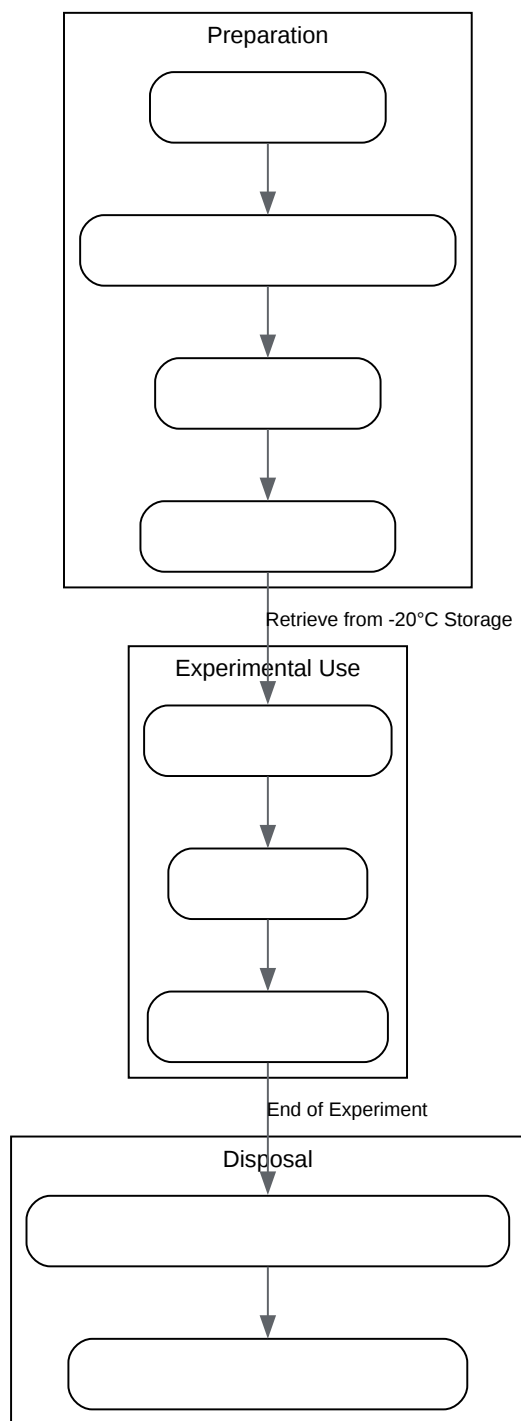 Preparation
Retrieve from -20°C Storage
Experimental Use
End of Experiment
Disposal